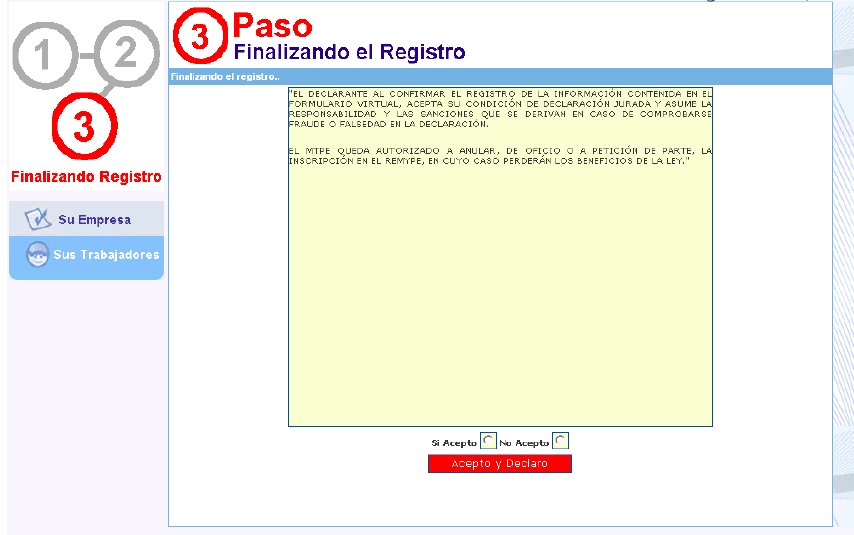 1
2
3
Finalizando Registro
Su Empresa
Sus Trabajadores
3 Paso
Finalizando el Registro
Finalizando el registro..
"EL DECLARANTE AL CONFIRMAR EL REGISTRO DE LA INFORMACIÓN CONTENIDA EN EL
FORMULARIO VIRTUAL, ACEPTA SU CONDICIÓN DE DECLARACIÓN JURADA Y ASUME LA
RESPONSABILIDAD Y LAS SANCIONES QUE SE DERIVAN EN CASO DE COMPROBARSE
FRAUDE O FALSEDAD EN LA DECLARACIÓN.
EL MTPE QUEDA AUTORIZADO A ANULAR, DE OFICIO O A PETICIÓN DE PARTE, LA
INSCRIPCIÓN EN EL REMYPE, EN CUYO CASO PERDERÁN LOS BENEFICIOS DE LA LEY."
Si Acepto No Acepto
Acepto y Declaro